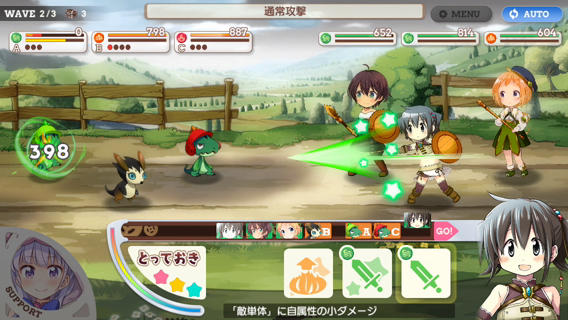 WAVE 2/3 3
通常攻撃
MENU
AUTO
0
798
887
652
814
604
A
B
C
398
B A C GO!
とっておき
SUPPORT
「敵単体」に自属性の小ダメージ